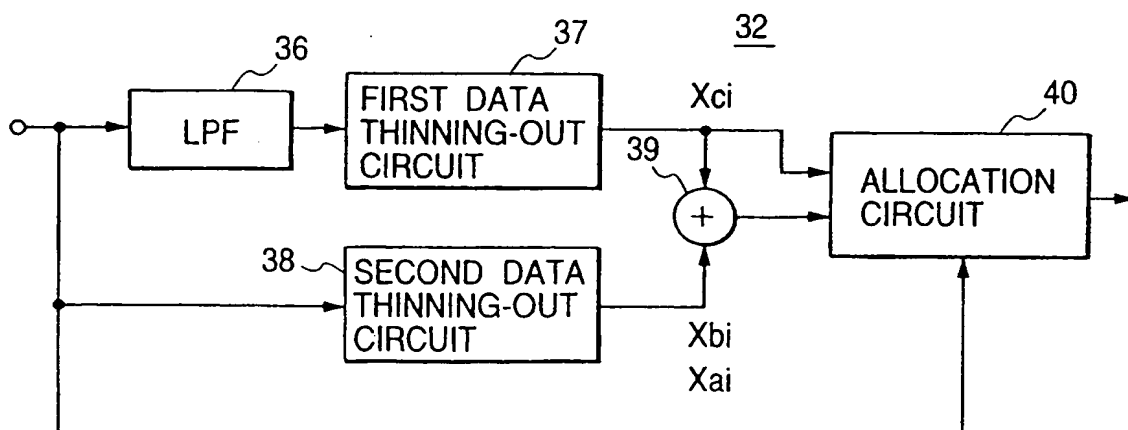 32
36
37
LPF
FIRST DATA
THINNING-OUT
CIRCUIT
Xci
39
+
40
ALLOCATION
CIRCUIT
38
SECOND DATA
THINNING-OUT
CIRCUIT
Xbi
Xai